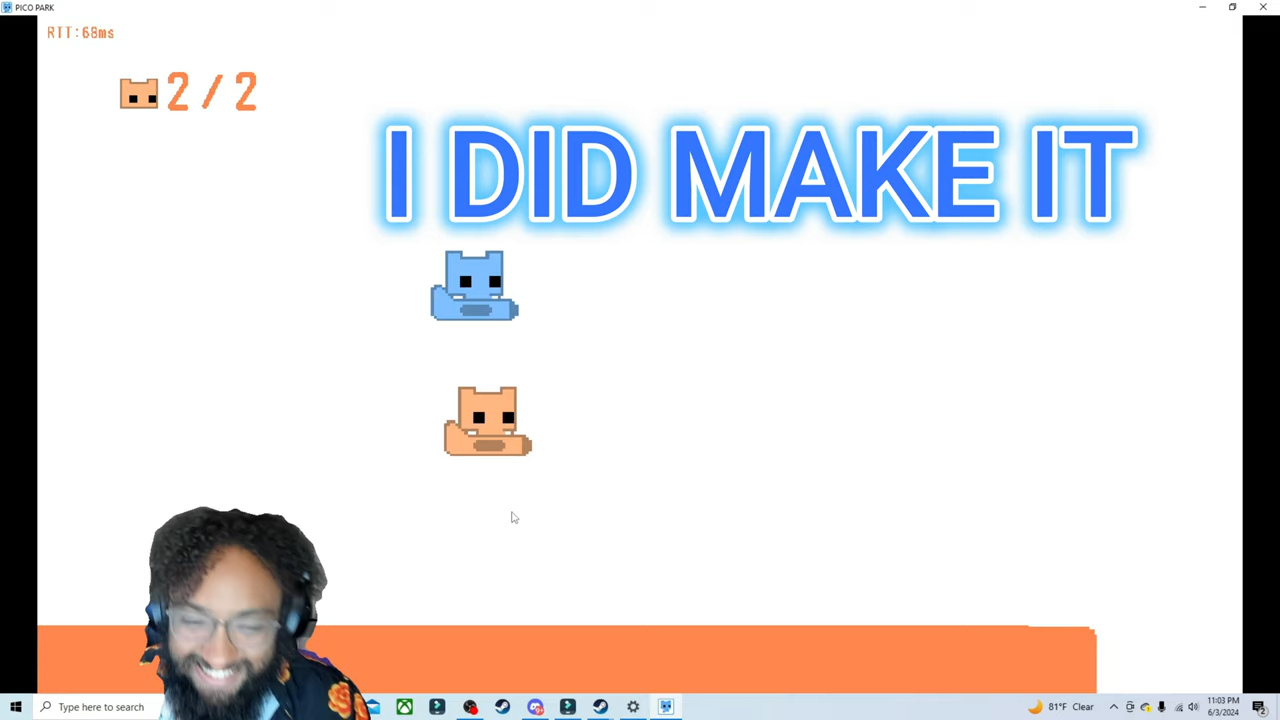 PICO PARK
RTT:68ms
2/2
I DID MAKE IT
Type here to search
81°F Clear
11:03 PM
6/3/2024
2